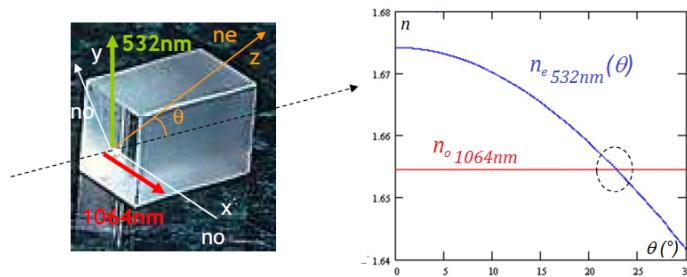 y
532nm
ne
z
no
θ
x
no
1064nm
1.68
n
1.67
1.66
1.65
1.64
ne 532nm(θ)
no 1064nm
θ (°)
0
5
10
15
20
25
3